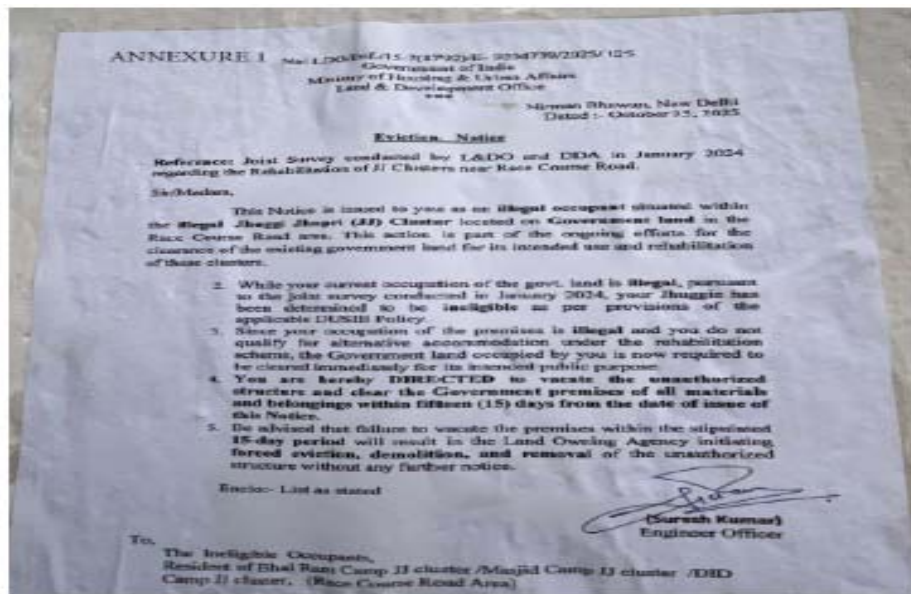 ANNEXURE 1
Government of India
Ministry of Housing & Urban Affairs
Land & Development Office
***
Nirman Bhawan, New Delhi
Dated :- October 2025
Eviction Notice
Reference: Joint Survey conducted by L&DO and DDA in January 2024
regarding the Rehabilitation of JJ Clusters near Race Course Road.
Sir/Madam,
This Notice is issued to you as an illegal occupant situated within
the illegal Jhuggi Jhopri (JJ) Cluster located on Government land in the
Race Course Road area. This action is part of the ongoing efforts for the
clearance of the existing government land for its intended use and rehabilitation
of these clusters.
2. While your current occupation of the govt. land is illegal, pursuant
to the joint survey conducted in January 2024, your Jhuggie has
been determined to be ineligible as per provisions of the
applicable DUSIB Policy.
3. Since your occupation of the premises is illegal and you do not
qualify for alternative accommodation under the rehabilitation
scheme, the Government land occupied by you is now required to
be cleared immediately for its intended public purpose.
4. You are hereby DIRECTED to vacate the unauthorized
structure and clear the Government premises of all materials
and belongings within fifteen (15) days from the date of issue of
this Notice.
5. Be advised that failure to vacate the premises within the stipulated
15-day period will result in the Land Owning Agency initiating
forced eviction, demolition, and removal of the unauthorized
structure without any further notice.
Enclo:- List as stated
(Suresh Kumar)
Engineer Officer
To,
The Ineligible Occupants,
Resident of Bhai Ram Camp JJ cluster /Masjid Camp JJ cluster /DID
Camp JJ cluster. (Race Course Road Area)